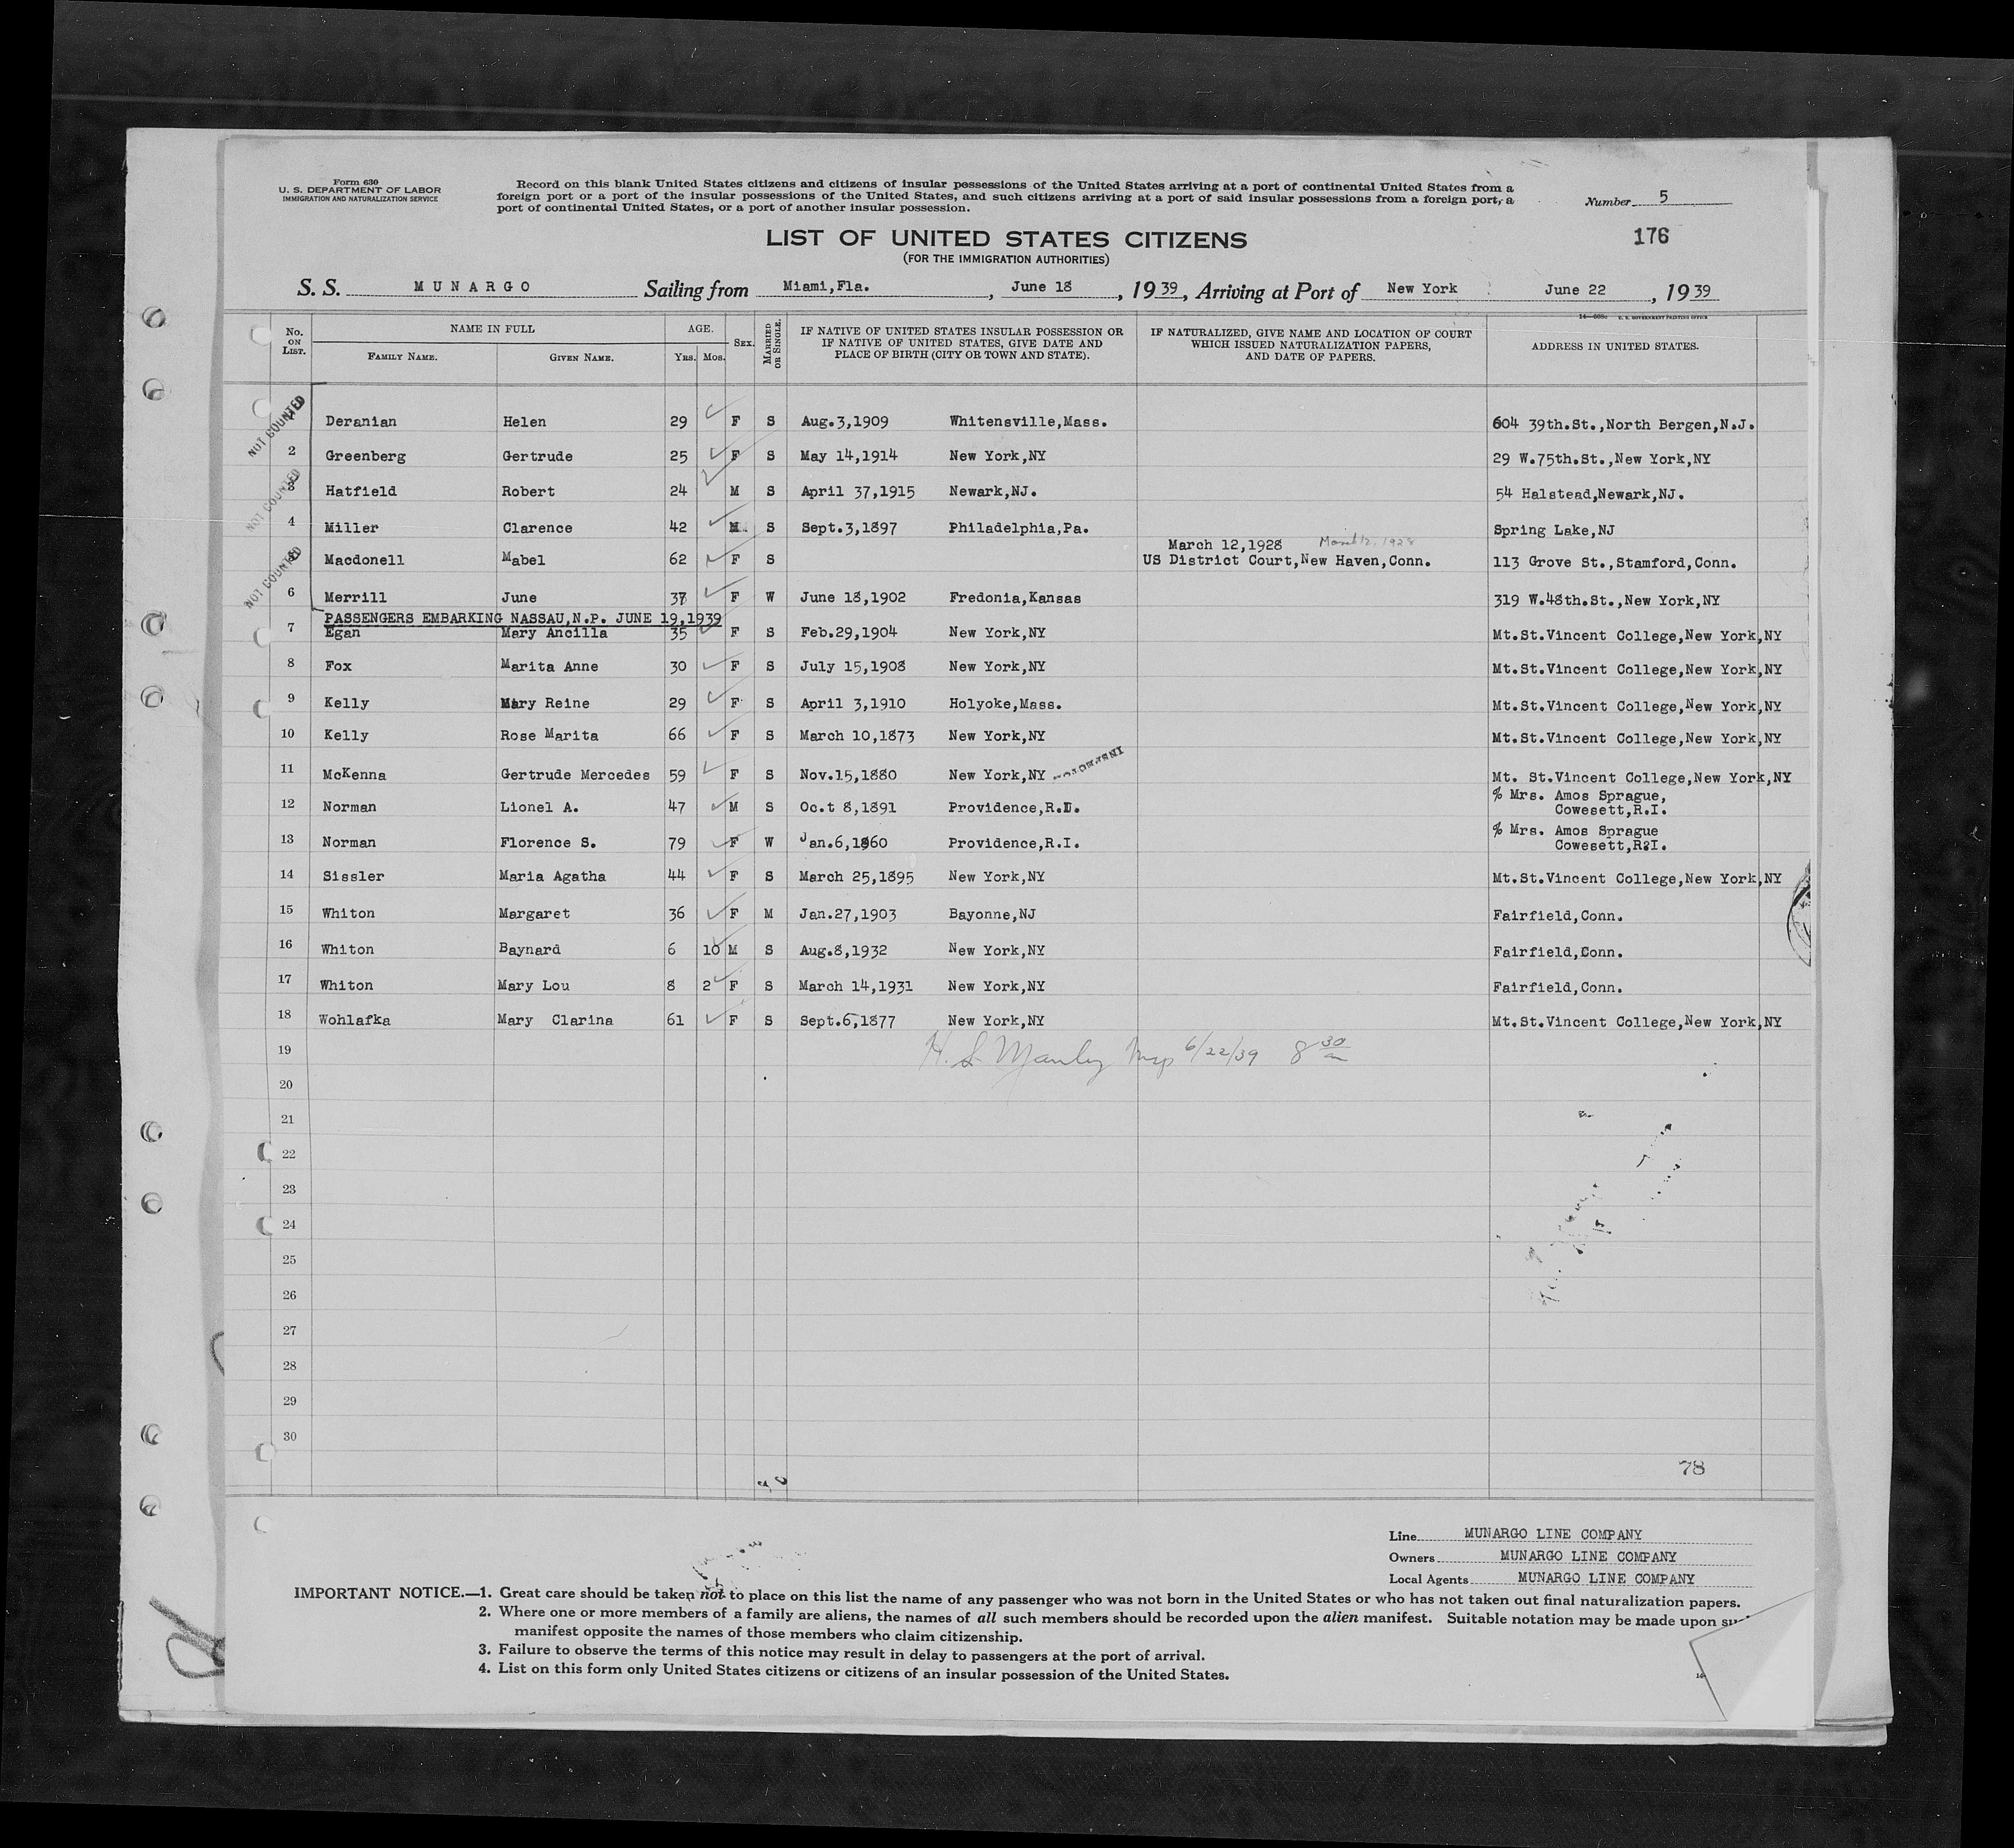 Form 630
U. S. DEPARTMENT OF LABOR
IMMIGRATION AND NATURALIZATION SERVICE
Record on this blank United States citizens and citizens of insular possessions of the United States arriving at a port of continental United States from a
foreign port or a port of the insular possessions of the United States, and such citizens arriving at a port of said insular possessions from a foreign port, a
port of continental United States, or a port of another insular possession.
Number 5
176
LIST OF UNITED STATES CITIZENS
(FOR THE IMMIGRATION AUTHORITIES)
S. S. MUNARGO Sailing from Miami,Fla. , June 18 , 1939, Arriving at Port of New York June 22 , 1939
U. S. GOVERNMENT PRINTING OFFICE
No. ON LIST. NAME IN FULL FAMILY NAME. GIVEN NAME. AGE. YRS. MOS. SEX. MARRIED OR SINGLE. IF NATIVE OF UNITED STATES INSULAR POSSESSION OR IF NATIVE OF UNITED STATES, GIVE DATE AND PLACE OF BIRTH (CITY OR TOWN AND STATE). IF NATURALIZED, GIVE NAME AND LOCATION OF COURT WHICH ISSUED NATURALIZATION PAPERS, AND DATE OF PAPERS. ADDRESS IN UNITED STATES.
NOT COUNTED
Deranian Helen 29 F S Aug.3,1909 Whitensville,Mass. 604 39th.St.,North Bergen,N.J.
2 Greenberg Gertrude 25 F S May 14,1914 New York,NY 29 W.75th.St.,New York,NY
NOT COUNTED
3 Hatfield Robert 24 M S April 37,1915 Newark,NJ. 54 Halstead,Newark,NJ.
4 Miller Clarence 42 M S Sept.3,1897 Philadelphia,Pa. Spring Lake,NJ
March 12,1928 March 12, 1928
NOT COUNTED
Macdonell Mabel 62 F S US District Court,New Haven,Conn. 113 Grove St.,Stamford,Conn.
6 Merrill June 37 F W June 18,1902 Fredonia,Kansas 319 W.48th.St.,New York,NY
PASSENGERS EMBARKING NASSAU,N.P. JUNE 19,1939
7 Egan Mary Ancilla 35 F S Feb.29,1904 New York,NY Mt.St.Vincent College,New York,NY
8 Fox Marita Anne 30 F S July 15,1908 New York,NY Mt.St.Vincent College,New York,NY
9 Kelly Mary Reine 29 F S April 3,1910 Holyoke,Mass. Mt.St.Vincent College,New York,NY
10 Kelly Rose Marita 66 F S March 10,1873 New York,NY Mt.St.Vincent College,New York,NY
11 McKenna Gertrude Mercedes 59 F S Nov.15,1880 New York,NY Mt. St.Vincent College,New York,NY
12 Norman Lionel A. 47 M S Oc.t 8,1891 Providence,R.I. % Mrs. Amos Sprague,
Cowesett,R.I.
13 Norman Florence S. 79 F W Jan.6,1860 Providence,R.I. % Mrs. Amos Sprague
Cowesett,R.I.
14 Sissler Maria Agatha 44 F S March 25,1895 New York,NY Mt.St.Vincent College,New York,NY
15 Whiton Margaret 36 F M Jan.27,1903 Bayonne,NJ Fairfield,Conn.
16 Whiton Baynard 6 10 M S Aug.8,1932 New York,NY Fairfield,Conn.
17 Whiton Mary Lou 8 2 F S March 14,1931 New York,NY Fairfield,Conn.
18 Wohlafka Mary Clarina 61 F S Sept.6,1877 New York,NY Mt.St.Vincent College,New York,NY
19 H. S. Manley Insp 6/22/39 8 30 am
20
21
22
23
24
25
26
27
28
29
30
78
Line MUNARGO LINE COMPANY
Owners MUNARGO LINE COMPANY
Local Agents MUNARGO LINE COMPANY
IMPORTANT NOTICE.—1. Great care should be taken not to place on this list the name of any passenger who was not born in the United States or who has not taken out final naturalization papers.
2. Where one or more members of a family are aliens, the names of all such members should be recorded upon the alien manifest. Suitable notation may be made upon
manifest opposite the names of those members who claim citizenship.
3. Failure to observe the terms of this notice may result in delay to passengers at the port of arrival.
4. List on this form only United States citizens or citizens of an insular possession of the United States.